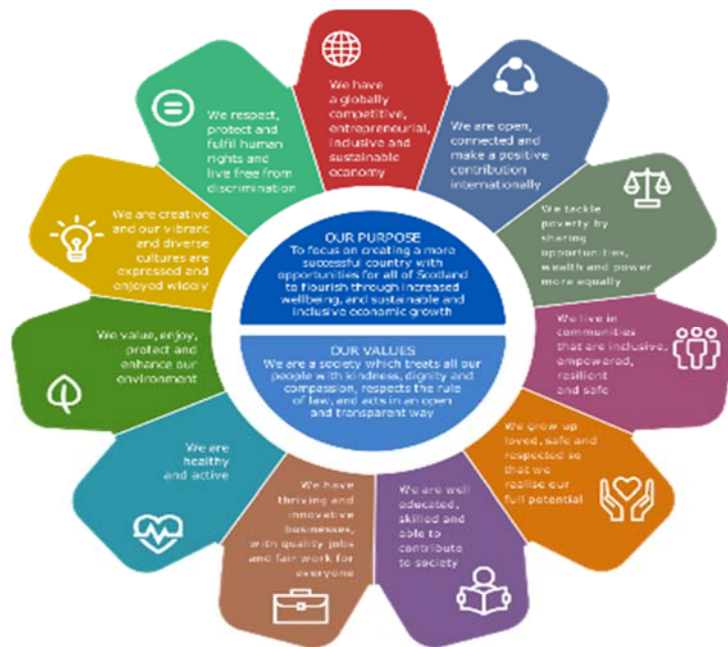 We have
a globally
competitive,
entrepreneurial,
inclusive and
sustainable
economy
We are open,
connected and
make a positive
contribution
internationally
We tackle
poverty by
sharing
opportunities,
wealth and power
more equally
We live in
communities
that are inclusive,
empowered,
resilient
and safe
We grow up
loved, safe and
respected so
that we
realise our
full potential
We are well
educated,
skilled and
able to
contribute
to society
We have
thriving and
innovative
businesses,
with quality jobs
and fair work for
everyone
We are
healthy
and active
We value, enjoy,
protect and
enhance our
environment
We are creative
and our vibrant
and diverse
cultures are
expressed and
enjoyed widely
We respect,
protect and
fulfil human
rights and
live free from
discrimination
OUR PURPOSE
To focus on creating a more
successful country with
opportunities for all of Scotland
to flourish through increased
wellbeing, and sustainable and
inclusive economic growth
OUR VALUES
We are a society which treats all our
people with kindness, dignity and
compassion, respects the rule
of law, and acts in an open
and transparent way